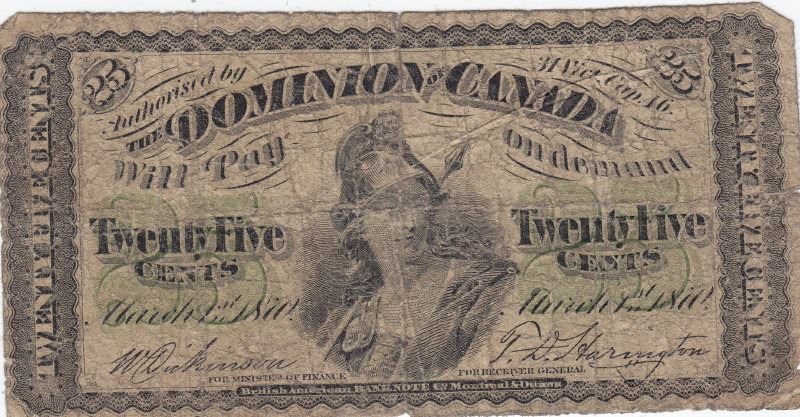 25
25
Authorised by
31 Vict. Cap. 16.
THE DOMINION OF CANADA
Will Pay
on demand
Twenty Five
CENTS
Twenty Five
CENTS
March 1st 1870.
March 1st 1870.
W Dickinson
T. D. Harington
FOR MINISTER OF FINANCE
FOR RECEIVER GENERAL
British American BANK NOTE Co. Montreal & Ottawa
TWENTY FIVE CENTS
TWENTY FIVE CENTS